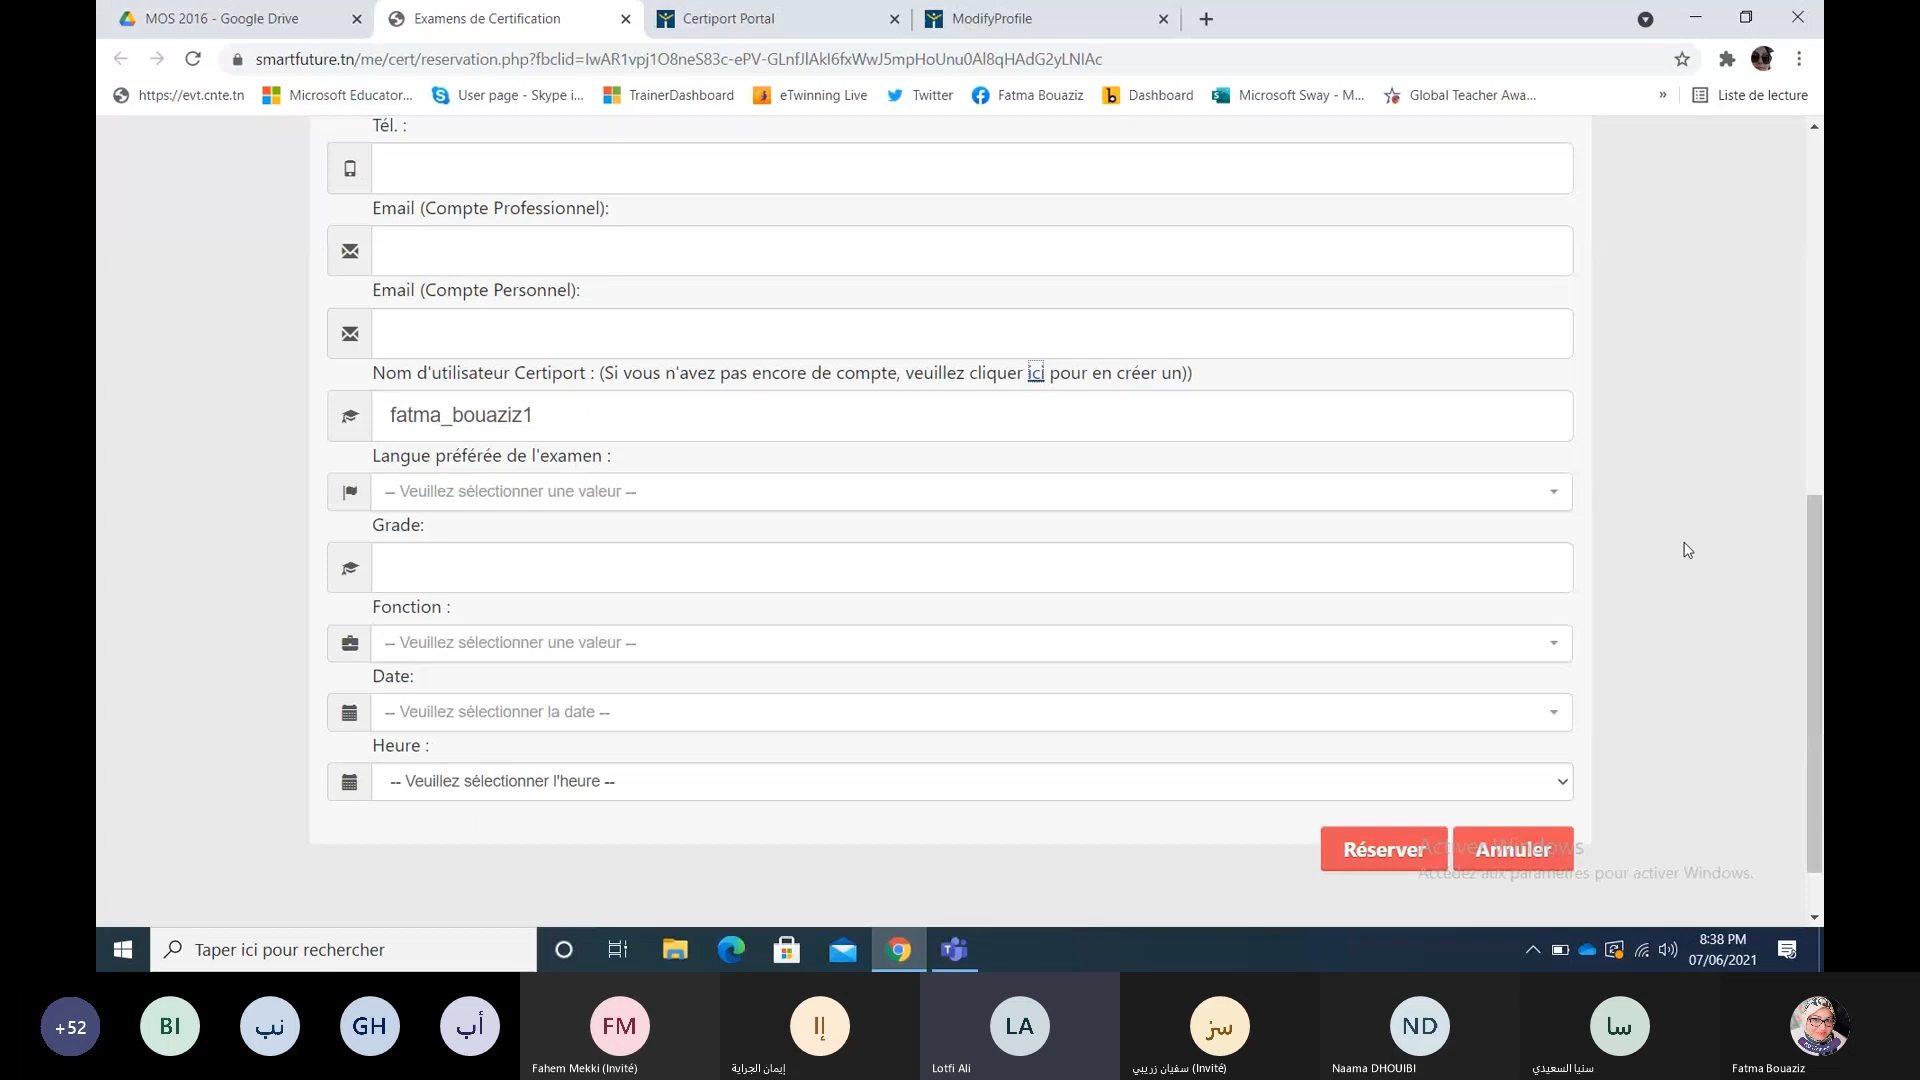 MOS 2016 - Google Drive
Examens de Certification
Certiport Portal
ModifyProfile
smartfuture.tn/me/cert/reservation.php?fbclid=IwAR1vpj1O8neS83c-ePV-GLnfJlAkI6fxWwJ5mpHoUnu0Al8qHAdG2yLNIAc
https://evt.cnte.tn
Microsoft Educator...
User page - Skype i...
TrainerDashboard
eTwinning Live
Twitter
Fatma Bouaziz
Dashboard
Microsoft Sway - M...
Global Teacher Awa...
»
Liste de lecture
Tél. :
Email (Compte Professionnel):
Email (Compte Personnel):
Nom d'utilisateur Certiport : (Si vous n'avez pas encore de compte, veuillez cliquer ici pour en créer un))
fatma_bouaziz1
Langue préférée de l'examen :
-- Veuillez sélectionner une valeur --
Grade:
Fonction :
-- Veuillez sélectionner une valeur --
Date:
-- Veuillez sélectionner la date --
Heure :
-- Veuillez sélectionner l'heure --
Réserver
Annuler
Activer Windows
Accédez aux paramètres pour activer Windows.
Taper ici pour rechercher
8:38 PM
07/06/2021
+52
BI
نب
GH
أب
FM
إا
LA
سز
ND
سا
Fahem Mekki (Invité)
إيمان الجراية
Lotfi Ali
سفيان زريبي (Invité)
Naama DHOUIBI
سنيا السعيدي
Fatma Bouaziz